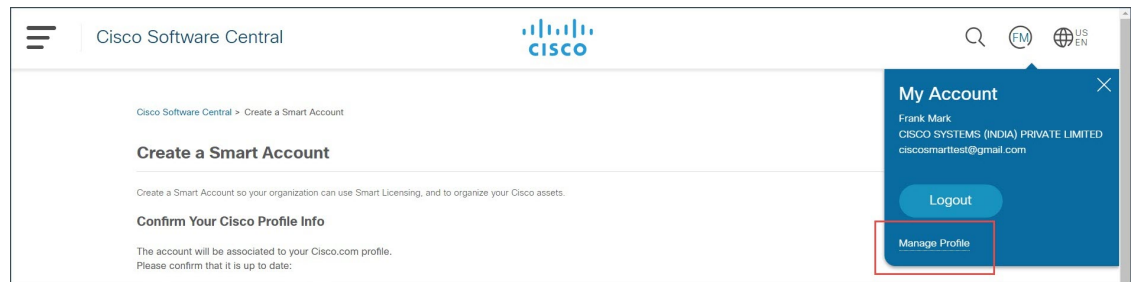 Cisco Software Central
CISCO
FM
US
EN
Cisco Software Central > Create a Smart Account
Create a Smart Account
Create a Smart Account so your organization can use Smart Licensing, and to organize your Cisco assets.
Confirm Your Cisco Profile Info
The account will be associated to your Cisco.com profile.
Please confirm that it is up to date:
My Account
Frank Mark
CISCO SYSTEMS (INDIA) PRIVATE LIMITED
ciscosmarttest@gmail.com
Logout
Manage Profile